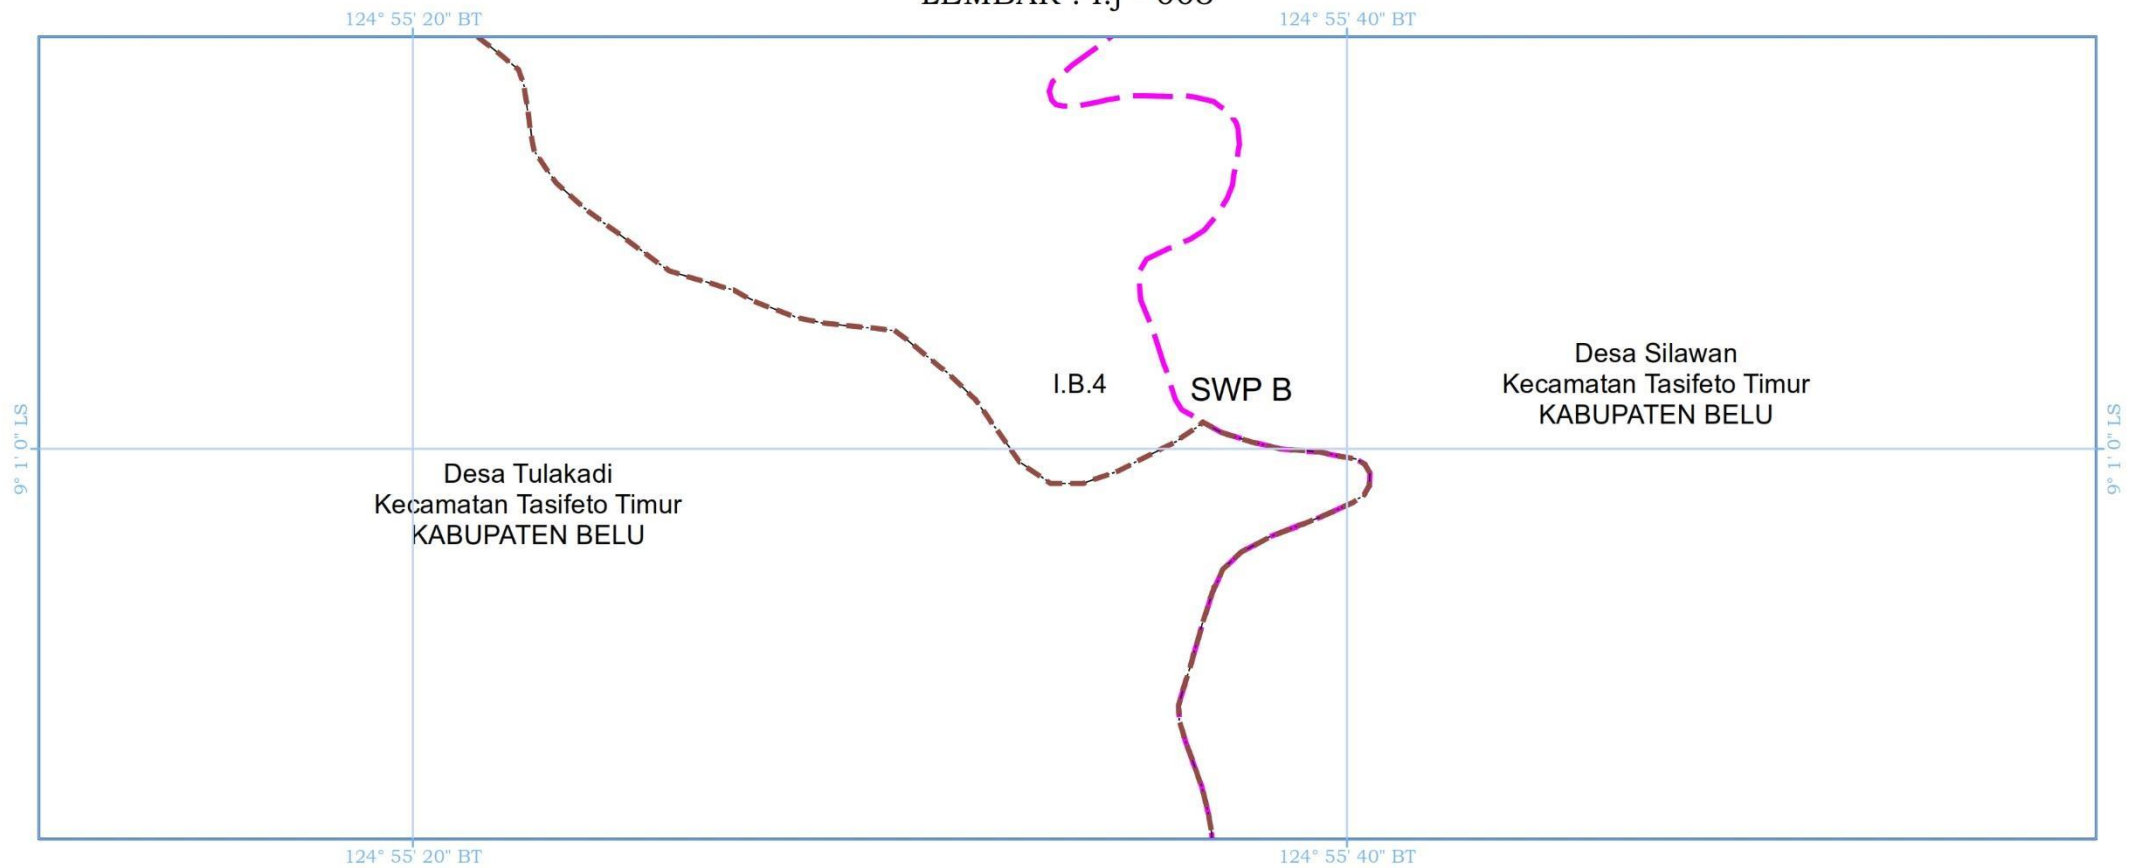 LEMBAR :
124° 55' 20" BT
124° 55' 40" BT
Desa Silawan
Kecamatan Tasifeto Timur
KABUPATEN BELU
I.B.4
SWP B
9° 1' 0" LS
9° 1' 0" LS
Desa Tulakadi
Kecamatan Tasifeto Timur
KABUPATEN BELU
124° 55' 20" BT
124° 55' 40" BT